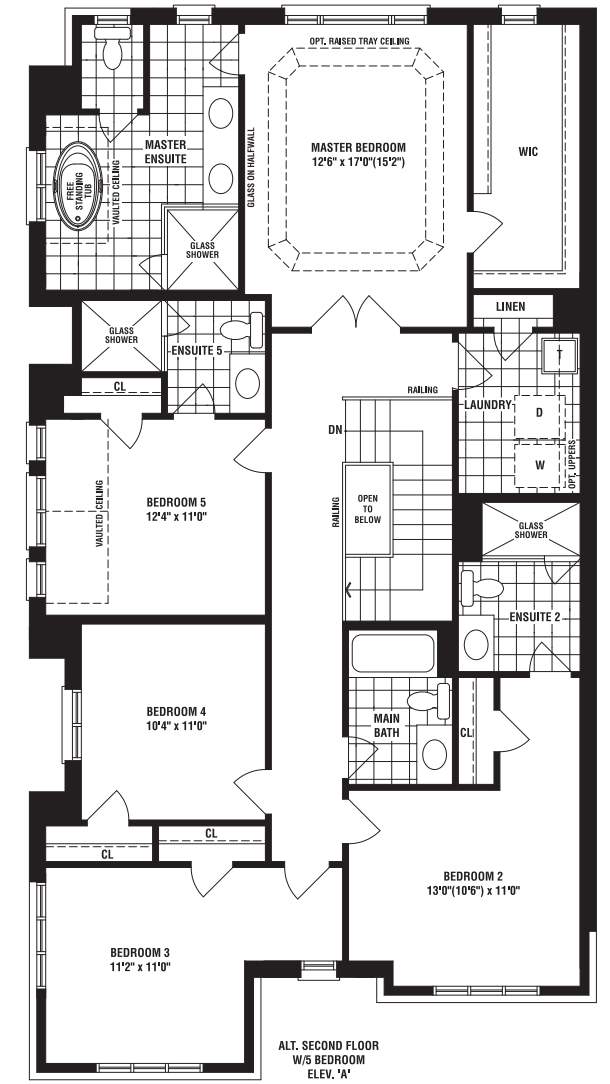 OPT. RAISED TRAY CEILING
MASTER
ENSUITE
MASTER BEDROOM
12'6" x 17'0"(15'2")
WIC
GLASS ON HALFWALL
VAULTED CEILING
FREE
STANDING
TUB
GLASS
SHOWER
LINEN
GLASS
SHOWER
ENSUITE 5
T
CL
RAILING
LAUNDRY
D
DN
W
OPT. UPPERS
BEDROOM 5
12'4" x 11'0"
VAULTED CEILING
RAILING
OPEN
TO
BELOW
GLASS
SHOWER
ENSUITE 2
BEDROOM 4
10'4" x 11'0"
MAIN
BATH
CL
CL
CL
BEDROOM 2
13'0"(10'6") x 11'0"
BEDROOM 3
11'2" x 11'0"
ALT. SECOND FLOOR
W/5 BEDROOM
ELEV. 'A'